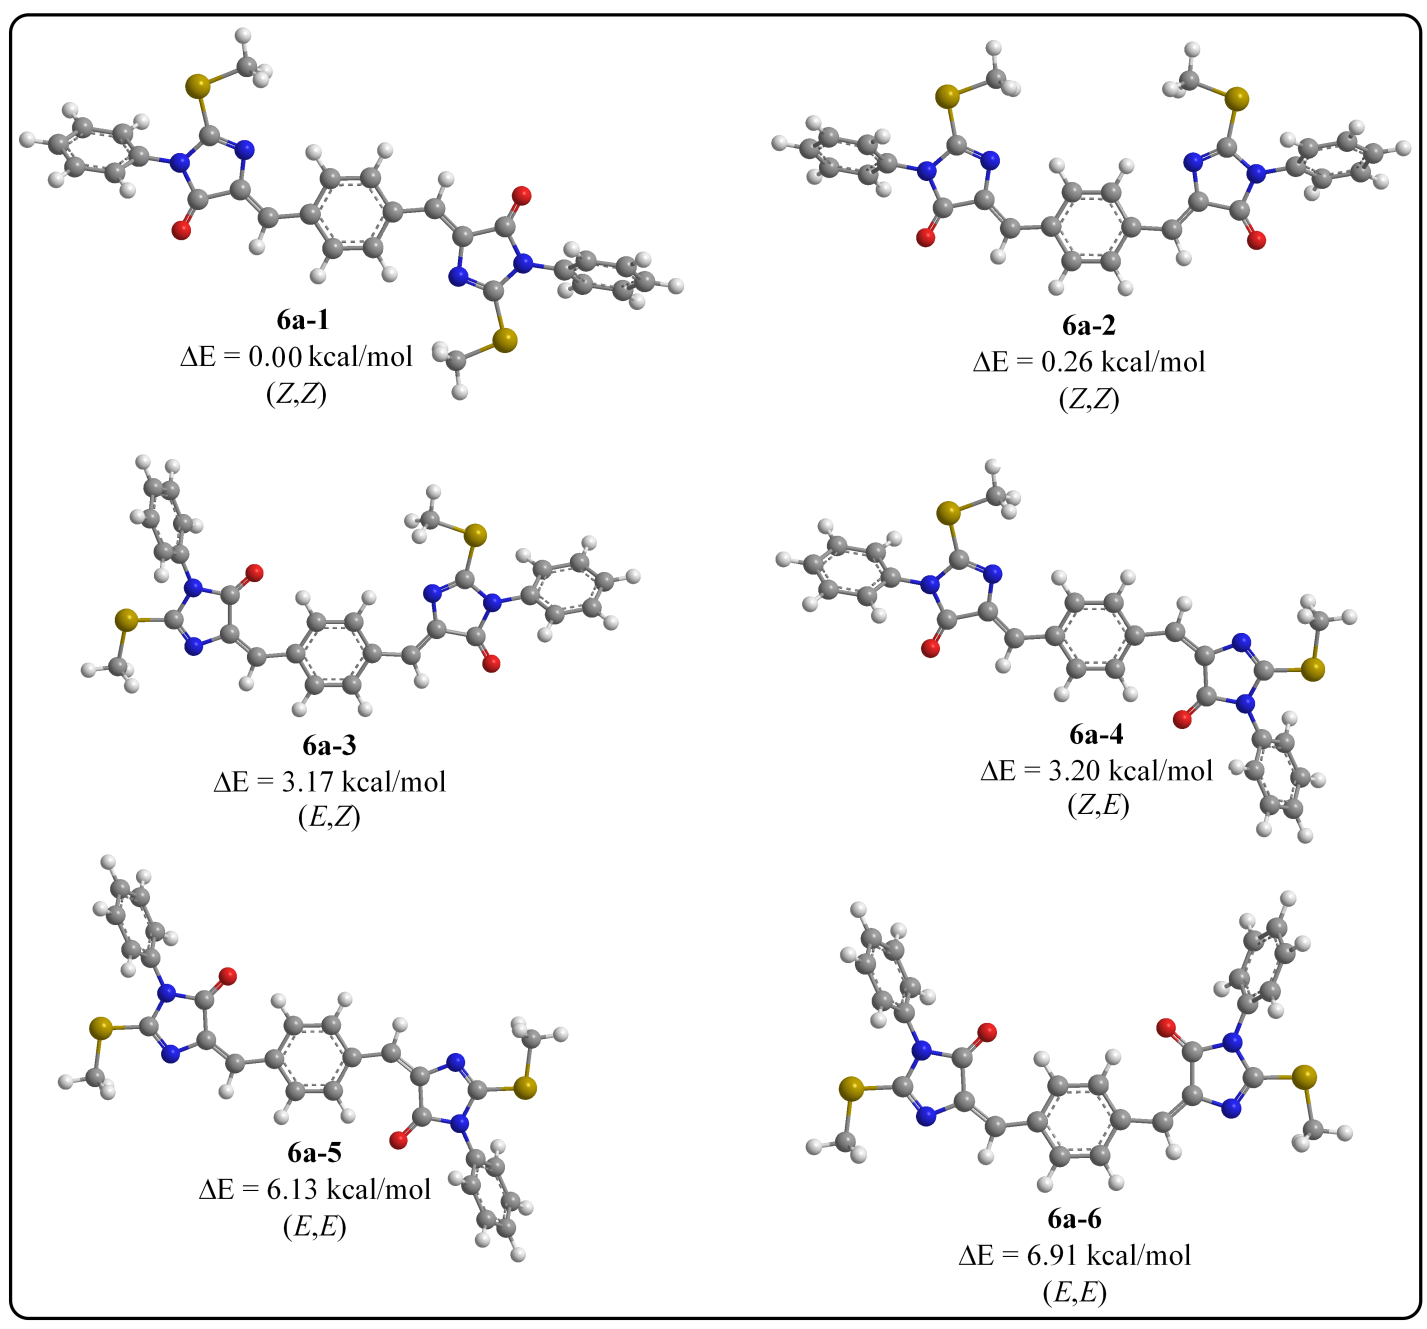 6a-1
ΔE = 0.00 kcal/mol
(Z,Z)
6a-2
ΔE = 0.26 kcal/mol
(Z,Z)
6a-3
ΔE = 3.17 kcal/mol
(E,Z)
6a-4
ΔE = 3.20 kcal/mol
(Z,E)
6a-5
ΔE = 6.13 kcal/mol
(E,E)
6a-6
ΔE = 6.91 kcal/mol
(E,E)